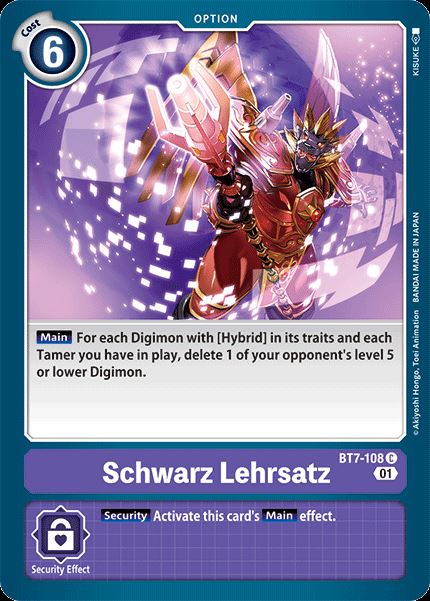 OPTION
Cost
6
KISUKE
©Akiyoshi Hongo, Toei Animation BANDAI MADE IN JAPAN
Main For each Digimon with [Hybrid] in its traits and each
Tamer you have in play, delete 1 of your opponent's level 5
or lower Digimon.
BT7-108 C
Schwarz Lehrsatz
01
Security Activate this card's Main effect.
Security Effect